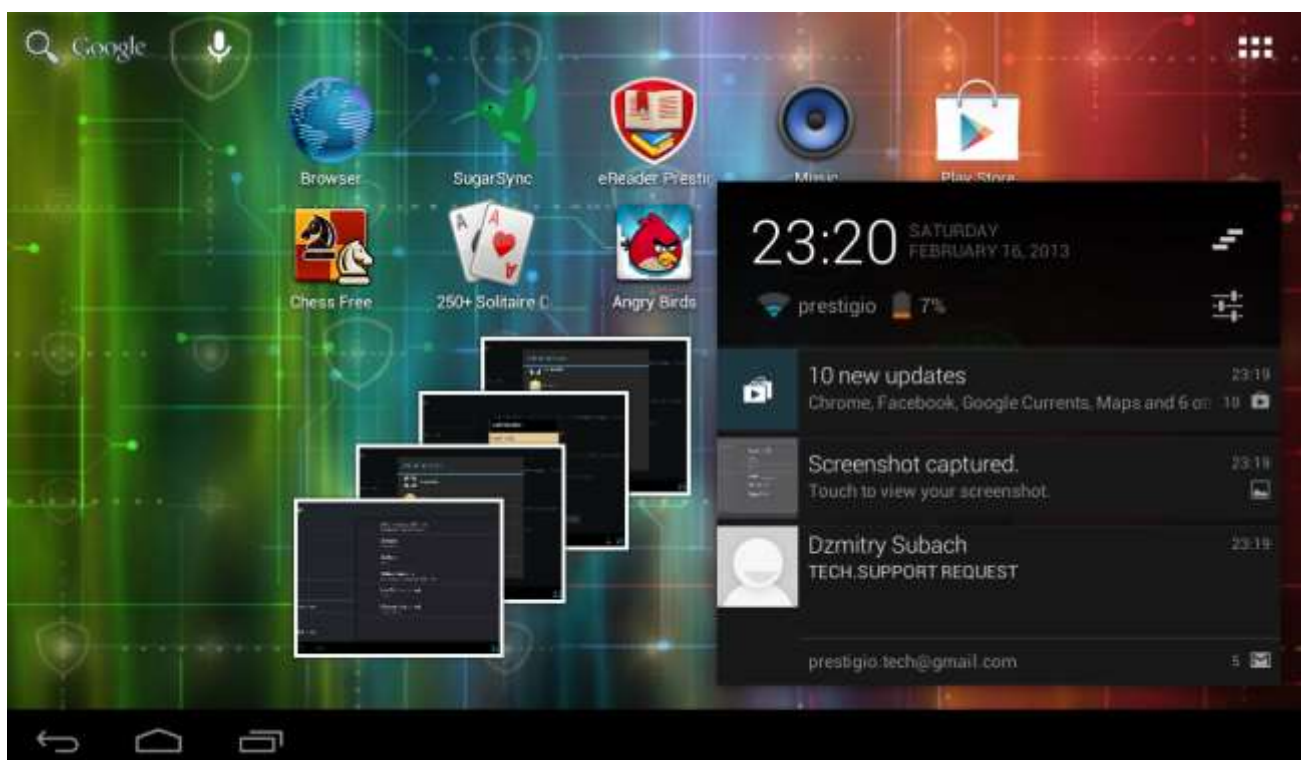 Google
Browser
SugarSync
eReader Prestig
Music
Play Store
Chess Free
250+ Solitaire C
Angry Birds
23:20
SATURDAY
FEBRUARY 16, 2013
prestigio
7%
10 new updates
23:19
Chrome, Facebook, Google Currents, Maps and 6 oth
10
Screenshot captured.
23:19
Touch to view your screenshot.
Dzmitry Subach
23:19
TECH.SUPPORT REQUEST
prestigio.tech@gmail.com
5